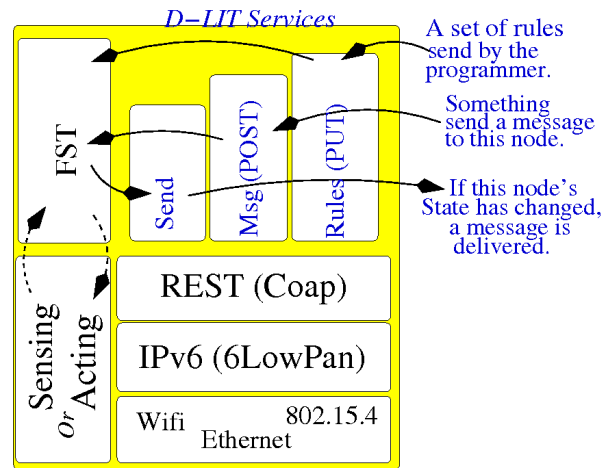 D-LIT Services
A set of rules
send by the
programmer.
Something
send a message
to this node.
If this node's
State has changed,
a message is
delivered.
FST
Send
Msg (POST)
Rules (PUT)
Sensing
or
Acting
REST (Coap)
IPv6 (6LowPan)
Wifi
802.15.4
Ethernet